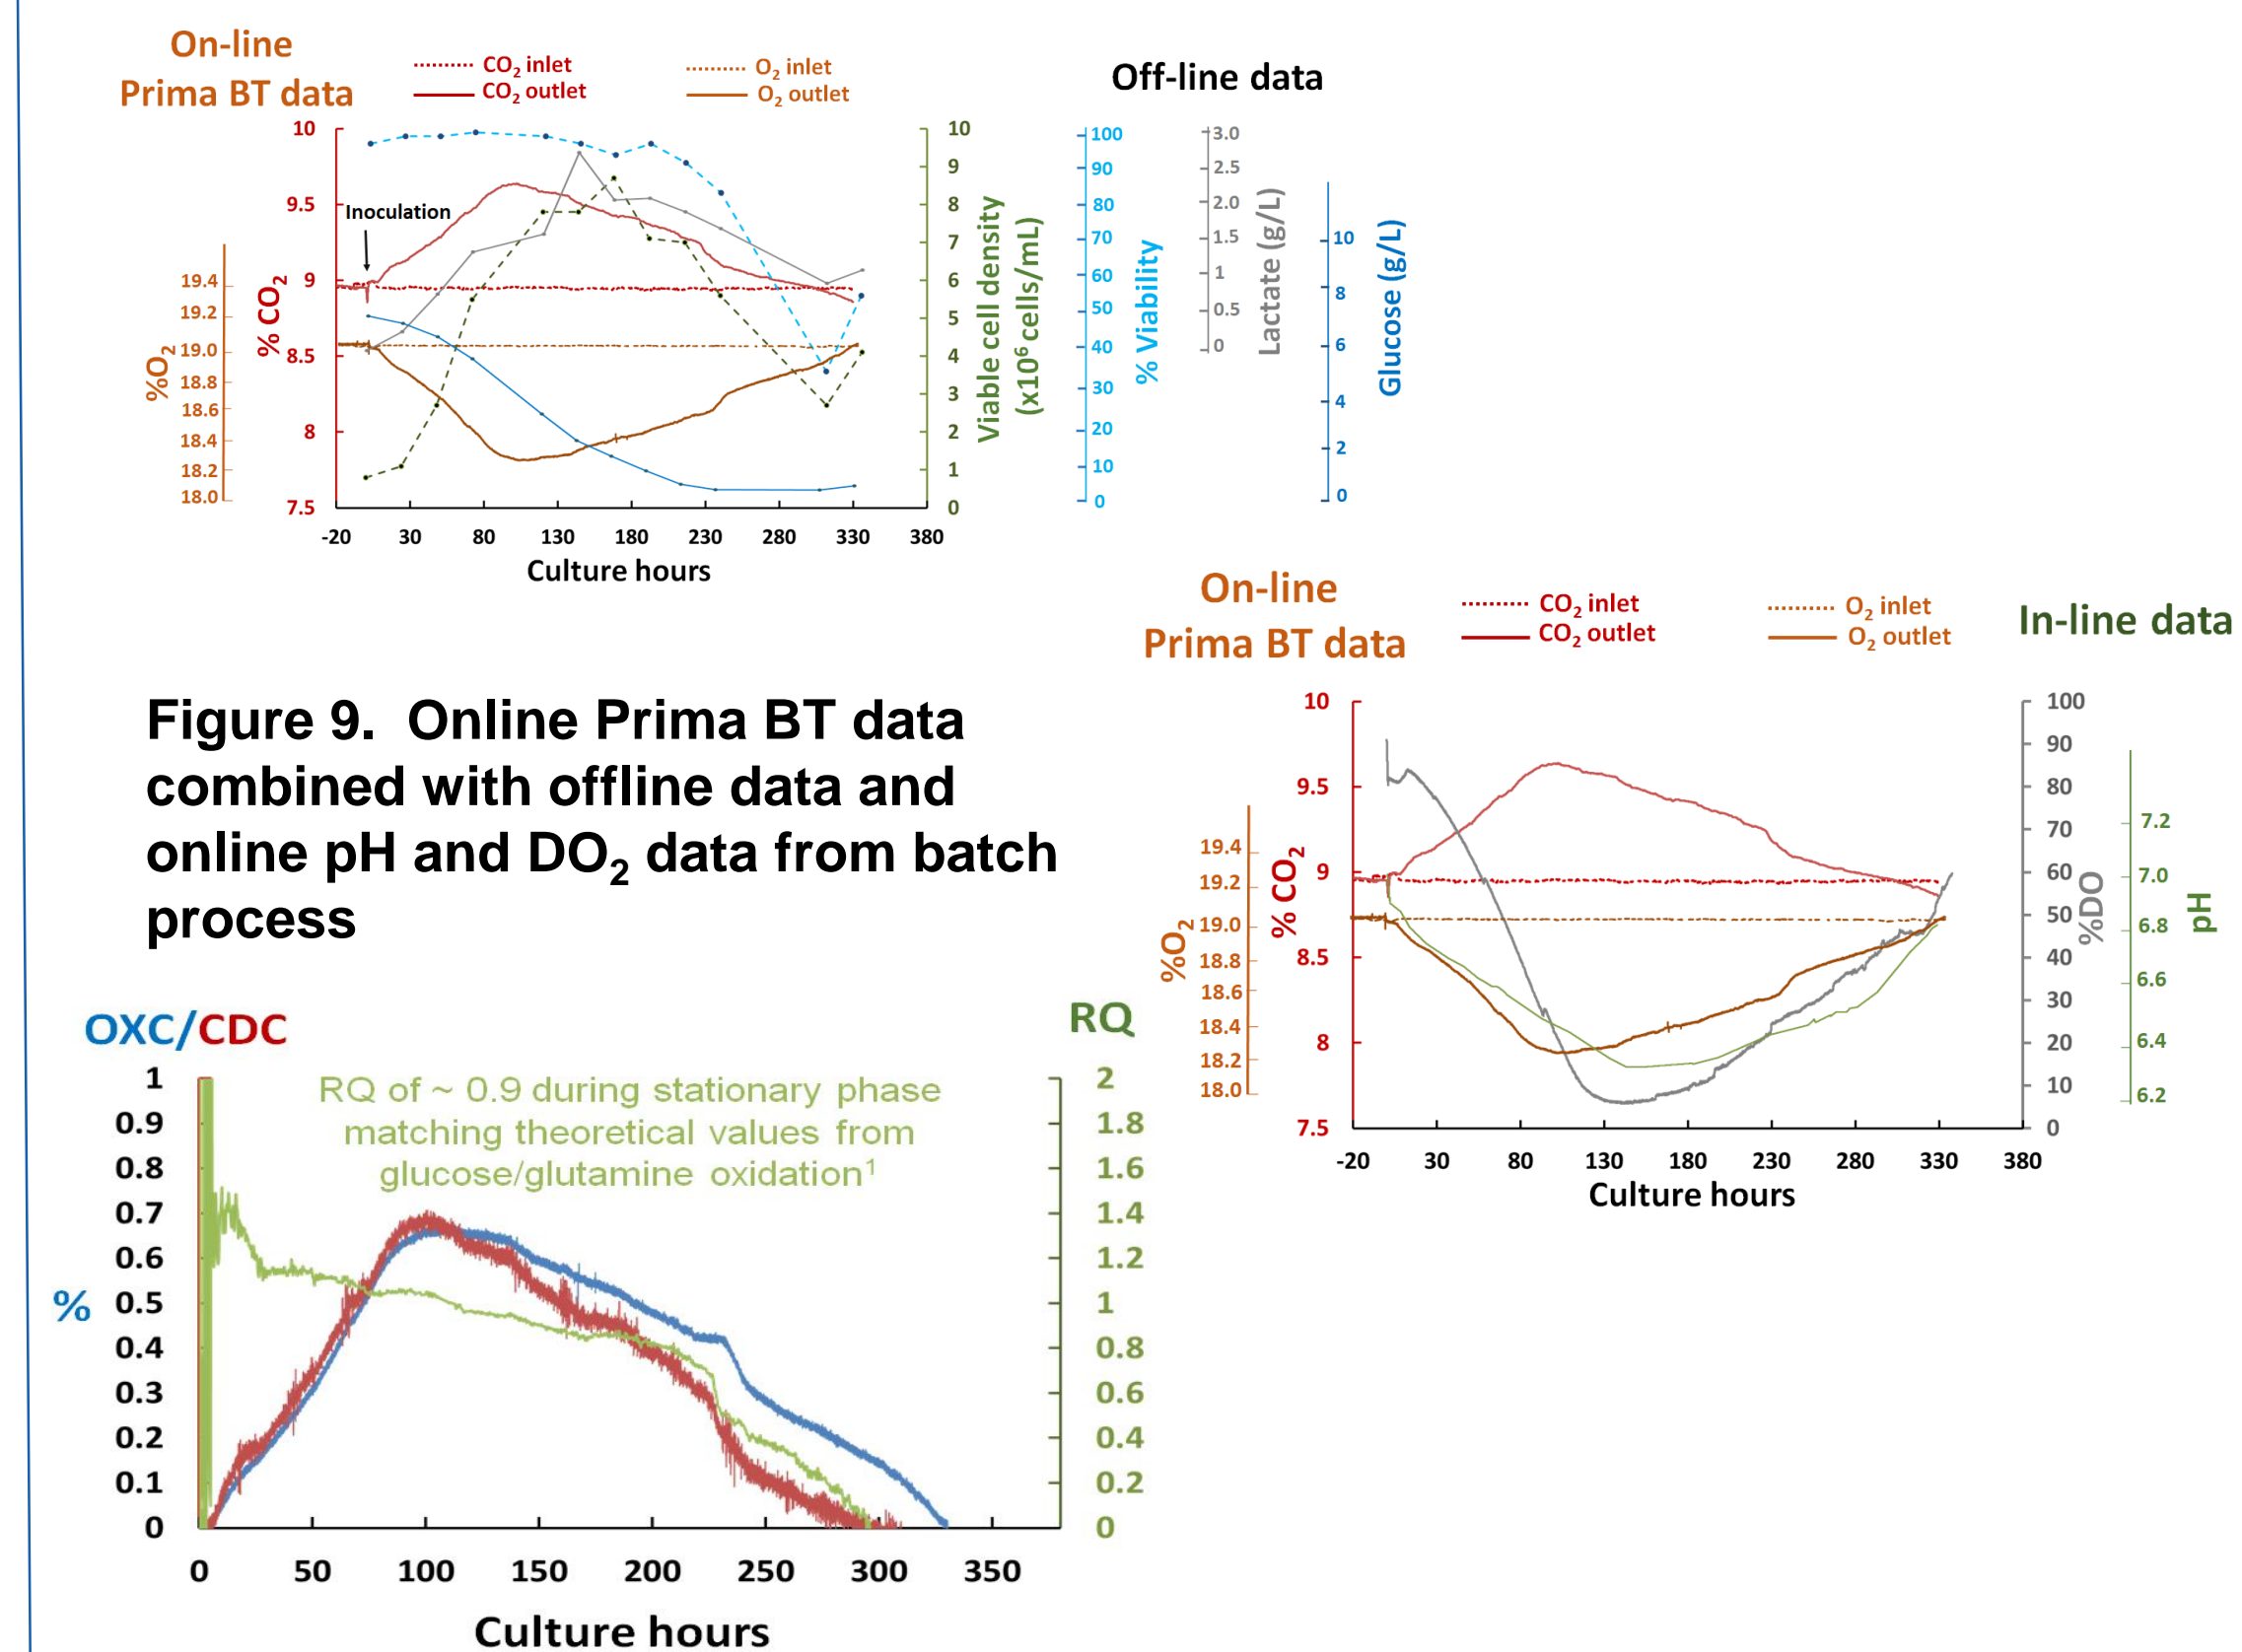 On-line
Prima BT data
CO2 inlet
CO2 outlet
O2 inlet
O2 outlet
Off-line data
10
9.5
9
8.5
8
7.5
% CO2
19.4
19.2
19.0
18.8
18.6
18.4
18.2
18.0
%O2
Inoculation
10
9
8
7
6
5
4
3
2
1
0
Viable cell density
(x10⁶ cells/mL)
100
90
80
70
60
50
40
30
20
10
0
% Viability
3.0
2.5
2.0
1.5
1
0.5
0
Lactate (g/L)
10
8
6
4
2
0
Glucose (g/L)
-20 30 80 130 180 230 280 330 380
Culture hours
On-line
Prima BT data
CO2 inlet
CO2 outlet
O2 inlet
O2 outlet
In-line data
10
9.5
9
8.5
8
7.5
% CO2
19.4
19.2
19.0
18.8
18.6
18.4
18.2
18.0
%O2
100
90
80
70
60
50
40
30
20
10
0
%DO
7.2
7.0
6.8
6.6
6.4
6.2
pH
-20 30 80 130 180 230 280 330 380
Culture hours
Figure 9. Online Prima BT data
combined with offline data and
online pH and DO2 data from batch
process
OXC/CDC
RQ
RQ of ~ 0.9 during stationary phase
matching theoretical values from
glucose/glutamine oxidation¹
1
0.9
0.8
0.7
0.6
0.5
0.4
0.3
0.2
0.1
0
%
2
1.8
1.6
1.4
1.2
1
0.8
0.6
0.4
0.2
0
0 50 100 150 200 250 300 350
Culture hours